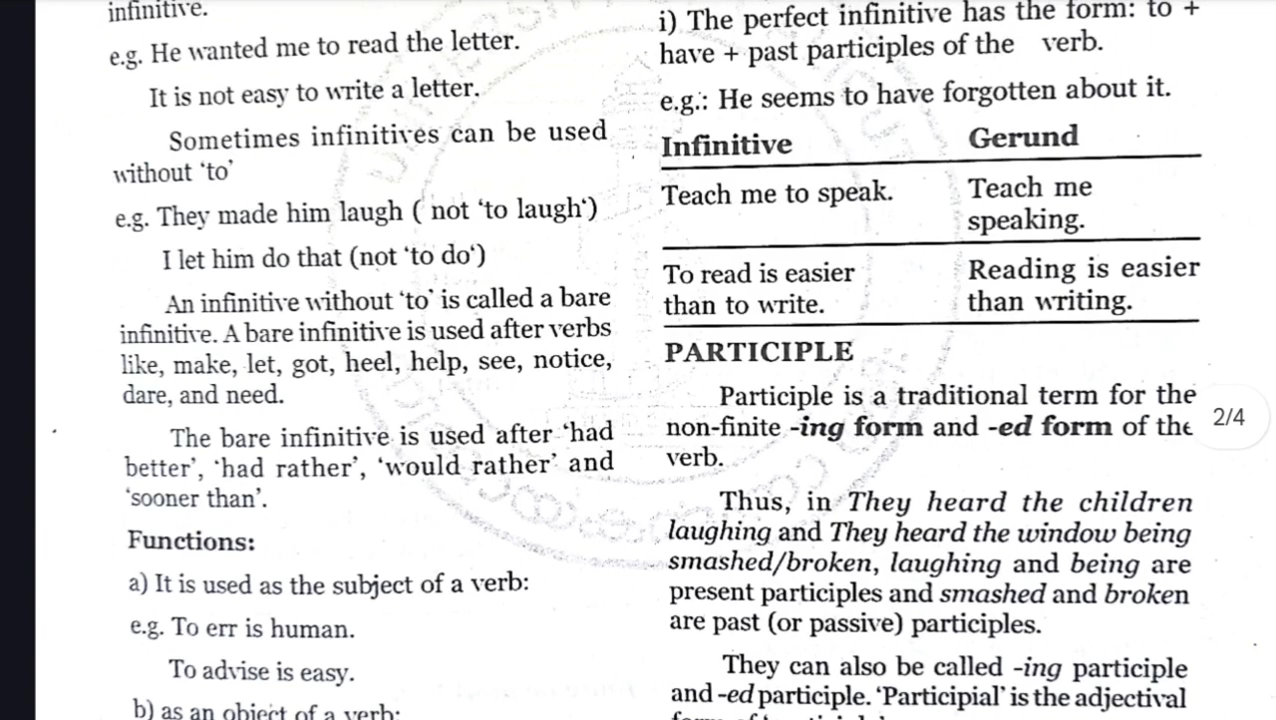 infinitive.
e.g. He wanted me to read the letter.
It is not easy to write a letter.
Sometimes infinitives can be used
without ‘to’
e.g. They made him laugh ( not ‘to laugh‘)
I let him do that (not ‘to do‘)
An infinitive without ‘to’ is called a bare
infinitive. A bare infinitive is used after verbs
like, make, let, got, heel, help, see, notice,
dare, and need.
The bare infinitive is used after ‘had
better’, ‘had rather’, ‘would rather’ and
‘sooner than’.
Functions:
a) It is used as the subject of a verb:
e.g. To err is human.
To advise is easy.
b) as an object of a verb:
i) The perfect infinitive has the form: to +
have + past participles of the verb.
e.g.: He seems to have forgotten about it.
Infinitive Gerund
Teach me to speak. Teach me
speaking.
To read is easier Reading is easier
than to write. than writing.
PARTICIPLE
Participle is a traditional term for the
non-finite -ing form and -ed form of the
verb.
Thus, in They heard the children
laughing and They heard the window being
smashed/broken, laughing and being are
present participles and smashed and broken
are past (or passive) participles.
They can also be called -ing participle
and -ed participle. ‘Participial’ is the adjectival
2/4